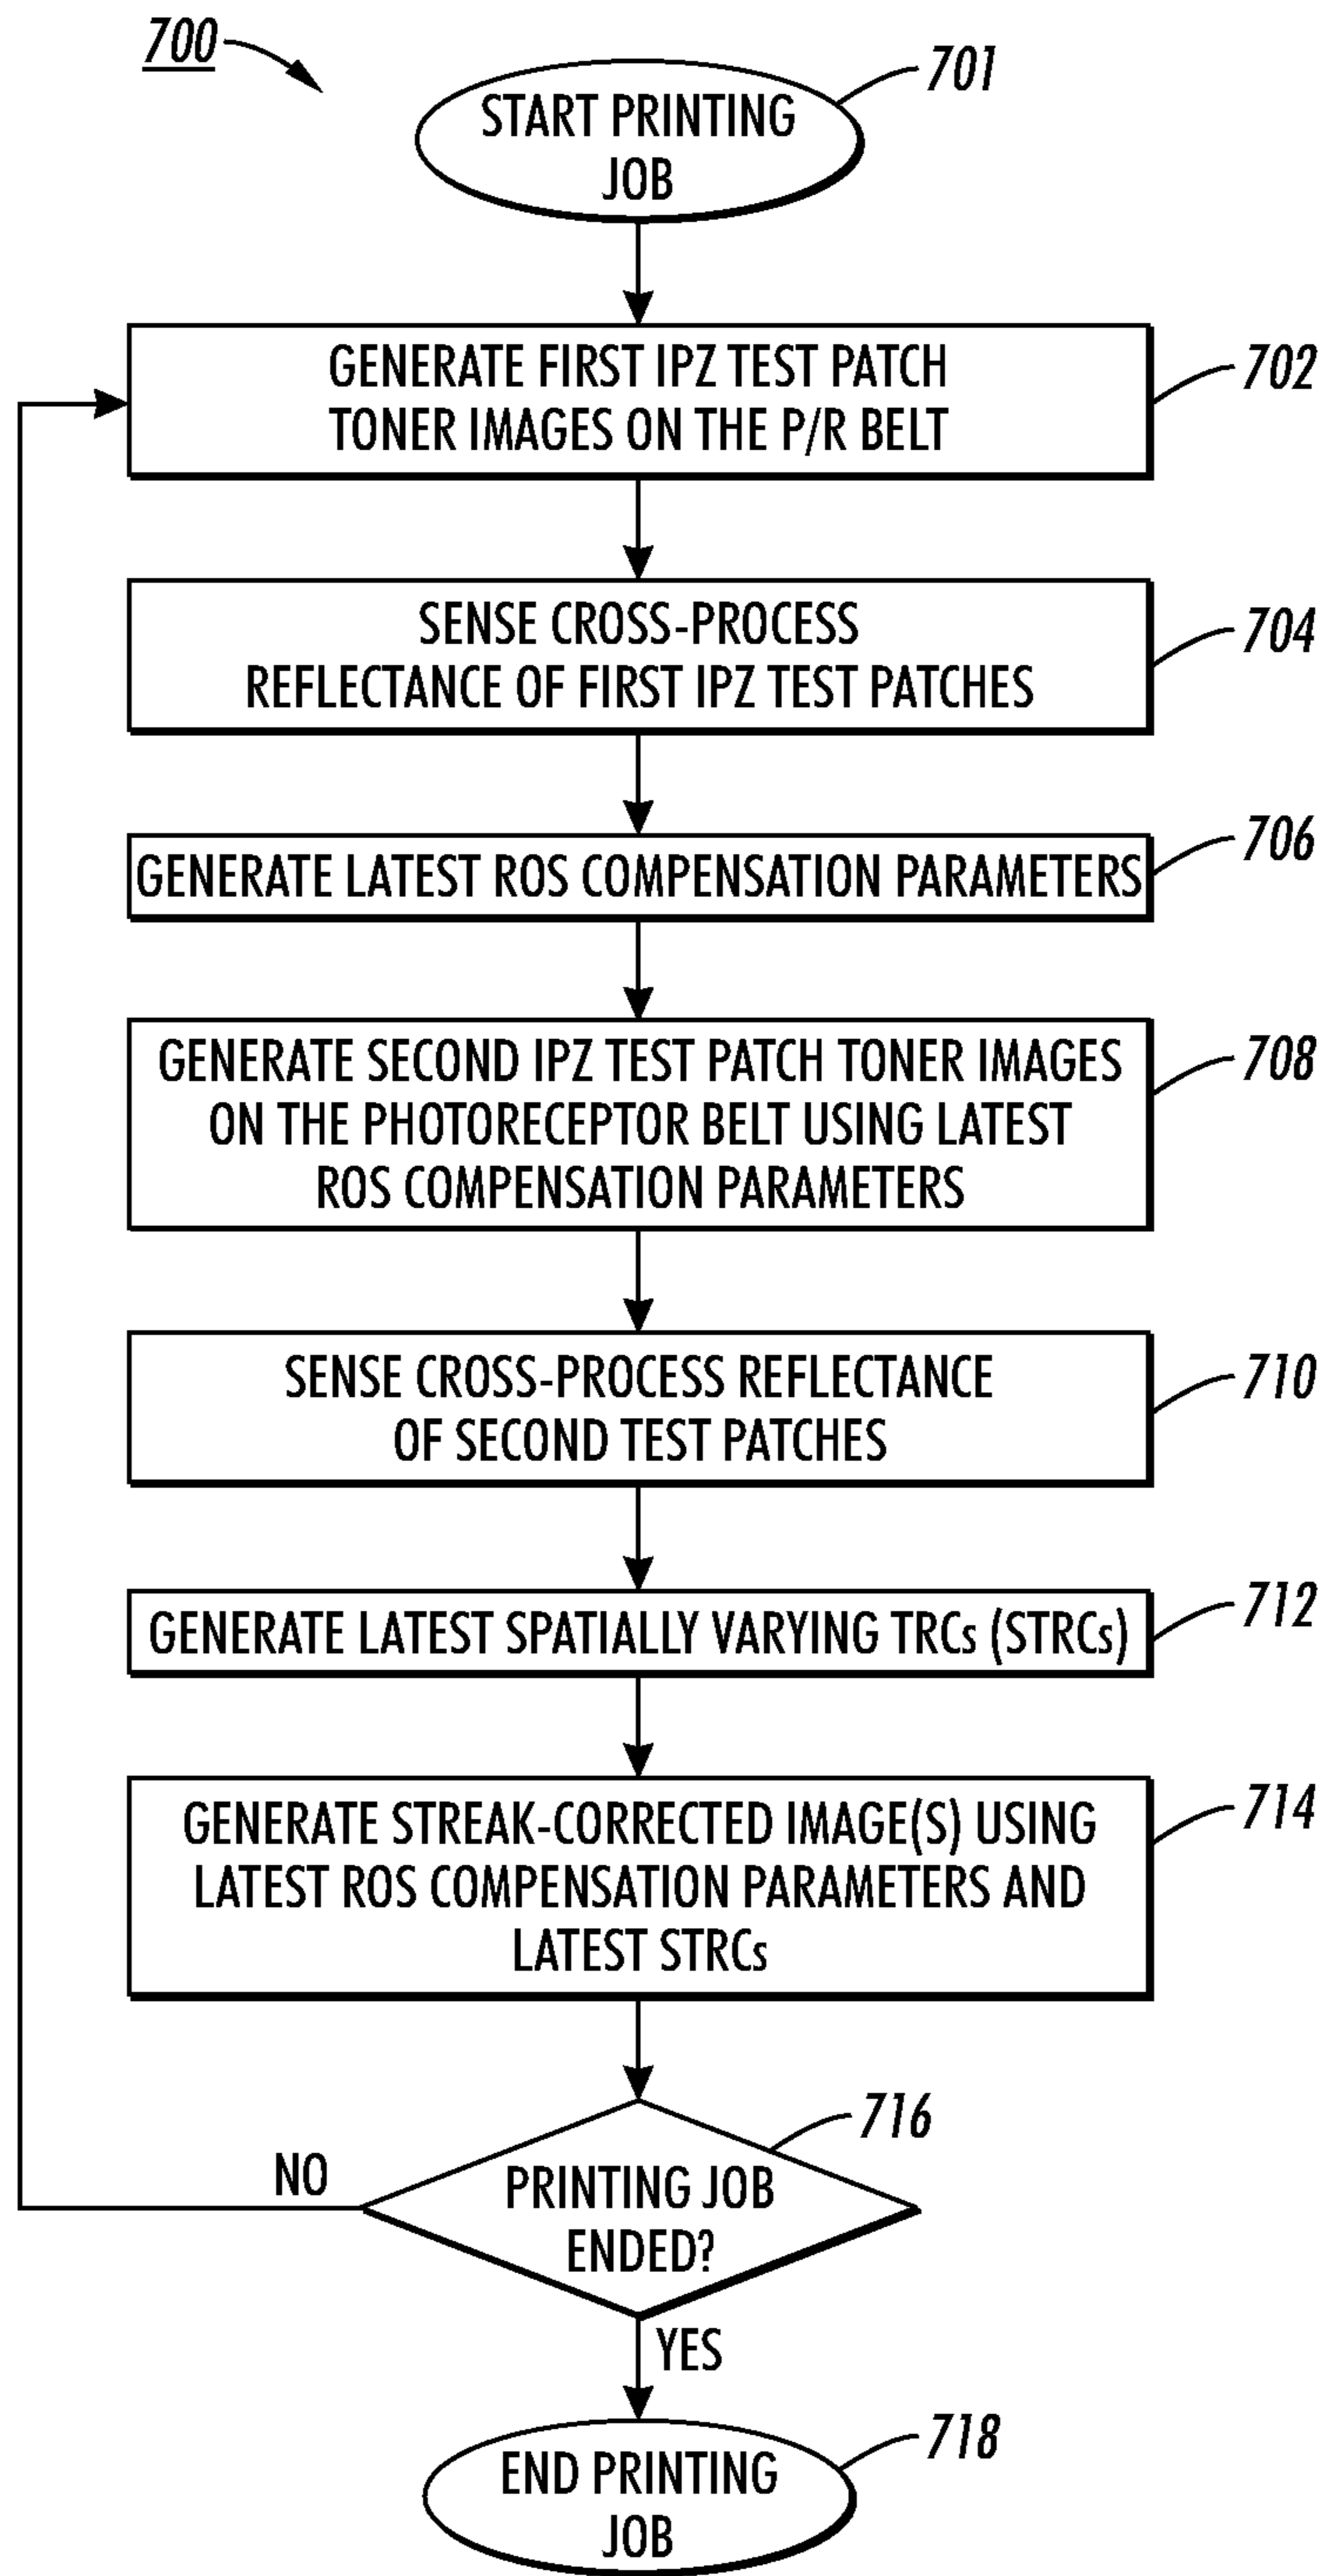 700
START PRINTING
JOB
701
GENERATE FIRST IPZ TEST PATCH
TONER IMAGES ON THE P/R BELT
702
SENSE CROSS-PROCESS
REFLECTANCE OF FIRST IPZ TEST PATCHES
704
GENERATE LATEST ROS COMPENSATION PARAMETERS
706
GENERATE SECOND IPZ TEST PATCH TONER IMAGES
ON THE PHOTORECEPTOR BELT USING LATEST
ROS COMPENSATION PARAMETERS
708
SENSE CROSS-PROCESS REFLECTANCE
OF SECOND TEST PATCHES
710
GENERATE LATEST SPATIALLY VARYING TRCs (STRCs)
712
GENERATE STREAK-CORRECTED IMAGE(S) USING
LATEST ROS COMPENSATION PARAMETERS AND
LATEST STRCs
714
PRINTING JOB
ENDED?
716
NO
YES
END PRINTING
JOB
718